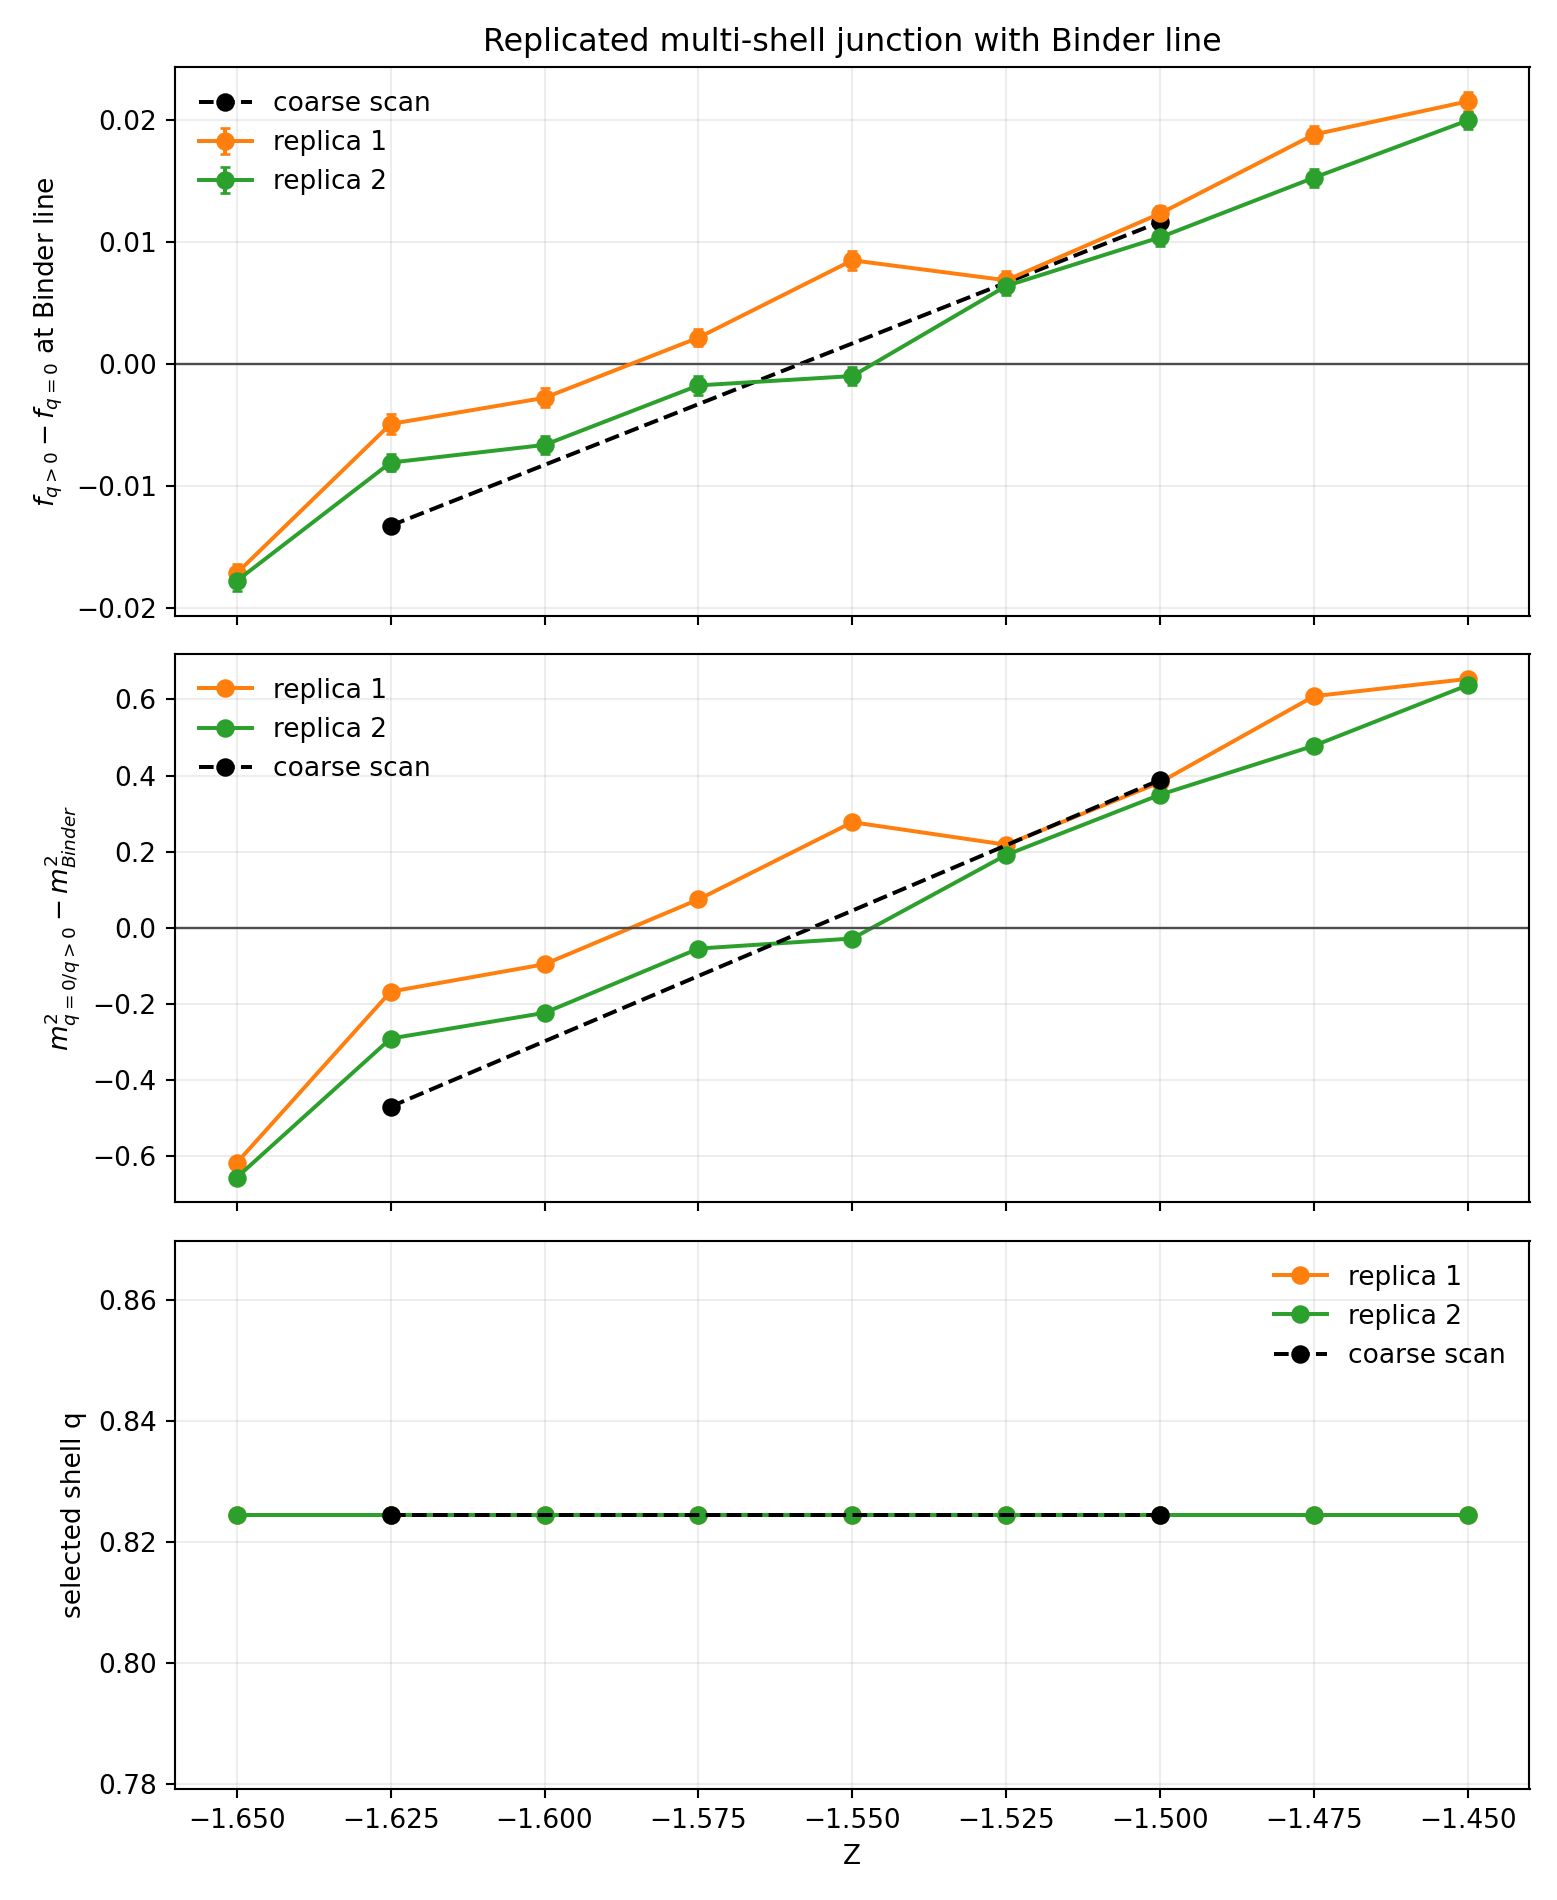 Replicated multi-shell junction with Binder line
coarse scan
replica 1
replica 2
0.02
0.01
0.00
−0.01
−0.02
f_{q>0} − f_{q=0} at Binder line
replica 1
replica 2
coarse scan
0.6
0.4
0.2
0.0
−0.2
−0.4
−0.6
m²_{q=0/q>0} − m²_{Binder}
replica 1
replica 2
coarse scan
0.86
0.84
0.82
0.80
0.78
selected shell q
−1.650 −1.625 −1.600 −1.575 −1.550 −1.525 −1.500 −1.475 −1.450
Z